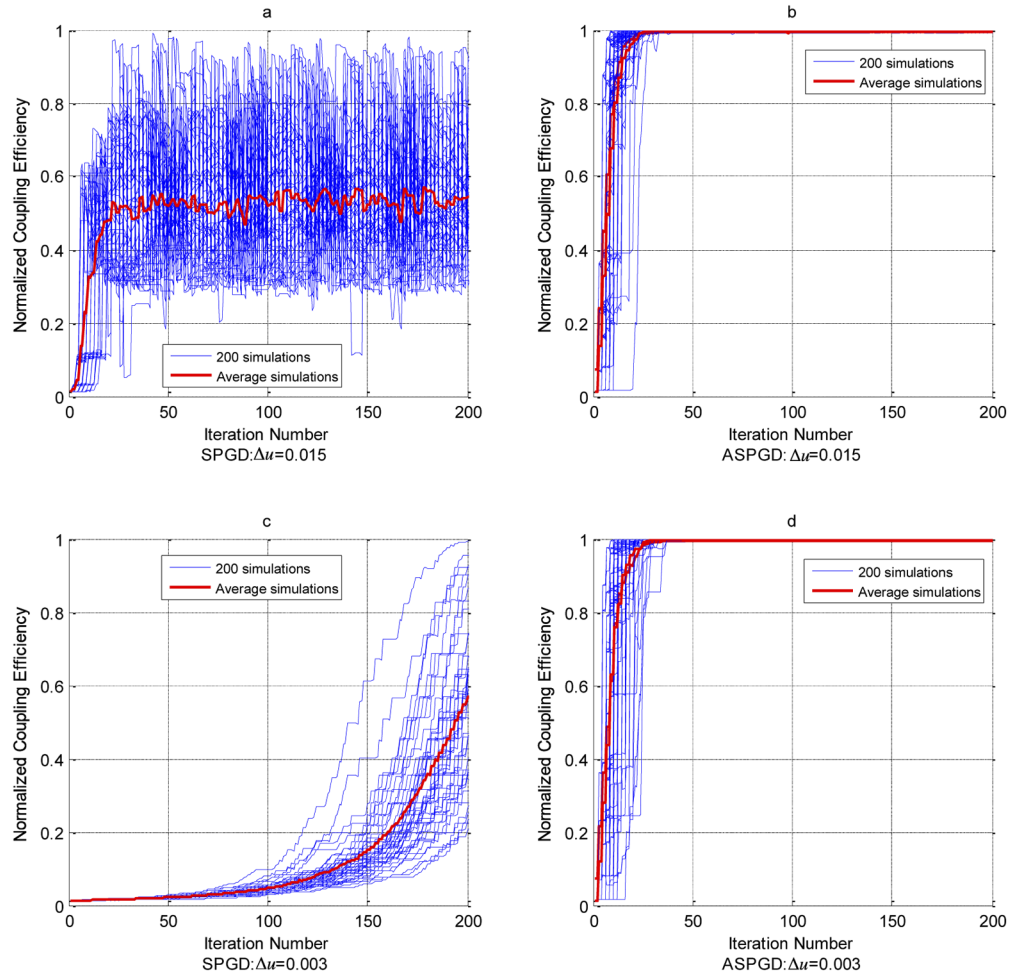 a
1
0.8
0.6
0.4
0.2
0
Normalized Coupling Efficiency
200 simulations
Average simulations
0 50 100 150 200
Iteration Number
SPGD:Δu=0.015
b
1
0.8
0.6
0.4
0.2
0
Normalized Coupling Efficiency
200 simulations
Average simulations
0 50 100 150 200
Iteration Number
ASPGD:Δu=0.015
c
1
0.8
0.6
0.4
0.2
0
Normalized Coupling Efficiency
200 simulations
Average simulations
0 50 100 150 200
Iteration Number
SPGD:Δu=0.003
d
1
0.8
0.6
0.4
0.2
0
Normalized Coupling Efficiency
200 simulations
Average simulations
0 50 100 150 200
Iteration Number
ASPGD:Δu=0.003